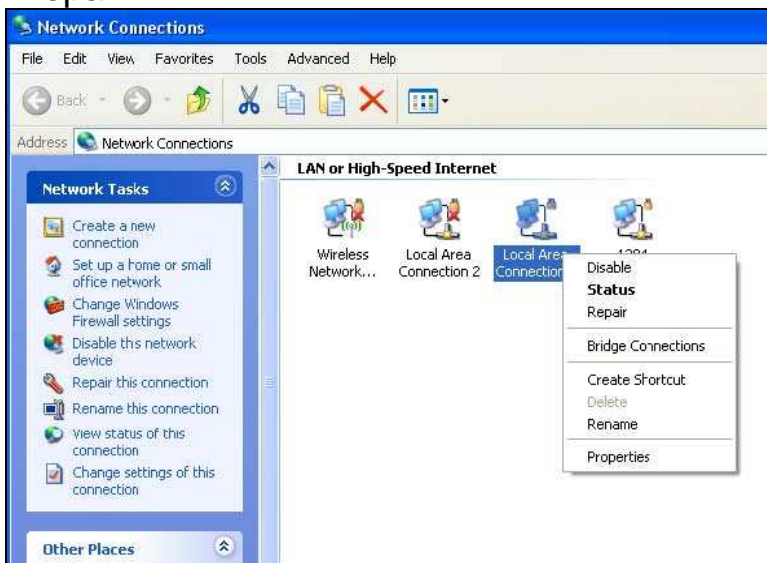 Network Connections
File Edit View Favorites Tools Advanced Help
Back
Address Network Connections
Network Tasks
Create a new
connection
Set up a home or small
office network
Change Windows
Firewall settings
Disable this network
device
Repair this connection
Rename this connection
View status of this
connection
Change settings of this
connection
Other Places
LAN or High-Speed Internet
Wireless
Network...
Local Area
Connection 2
Local Area
Connection
1394
Disable
Status
Repair
Bridge Connections
Create Shortcut
Delete
Rename
Properties